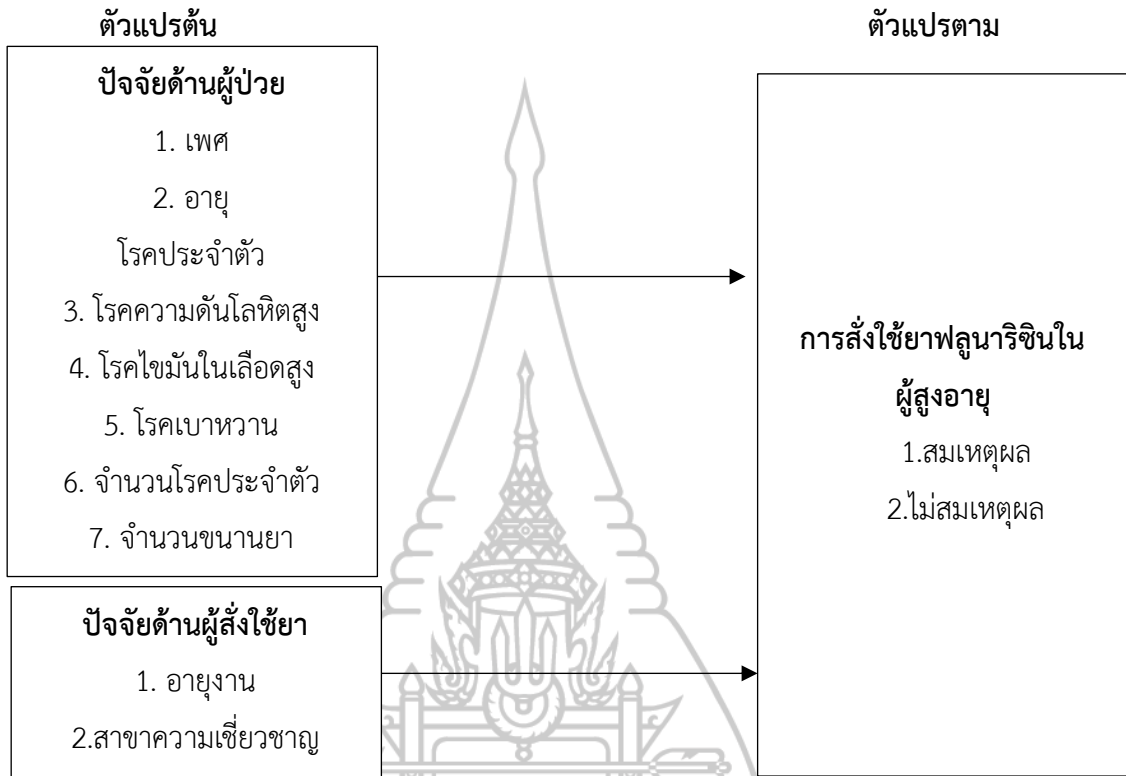 ตัวแปรต้น
ปัจจัยด้านผู้ป่วย
1. เพศ
2. อายุ
โรคประจำตัว
3. โรคความดันโลหิตสูง
4. โรคไขมันในเลือดสูง
5. โรคเบาหวาน
6. จำนวนโรคประจำตัว
7. จำนวนขนานยา
ปัจจัยด้านผู้สั่งใช้ยา
1. อายุงาน
2.สาขาความเชี่ยวชาญ
ตัวแปรตาม
การสั่งใช้ยาฟลูนาริซินใน
ผู้สูงอายุ
1.สมเหตุผล
2.ไม่สมเหตุผล